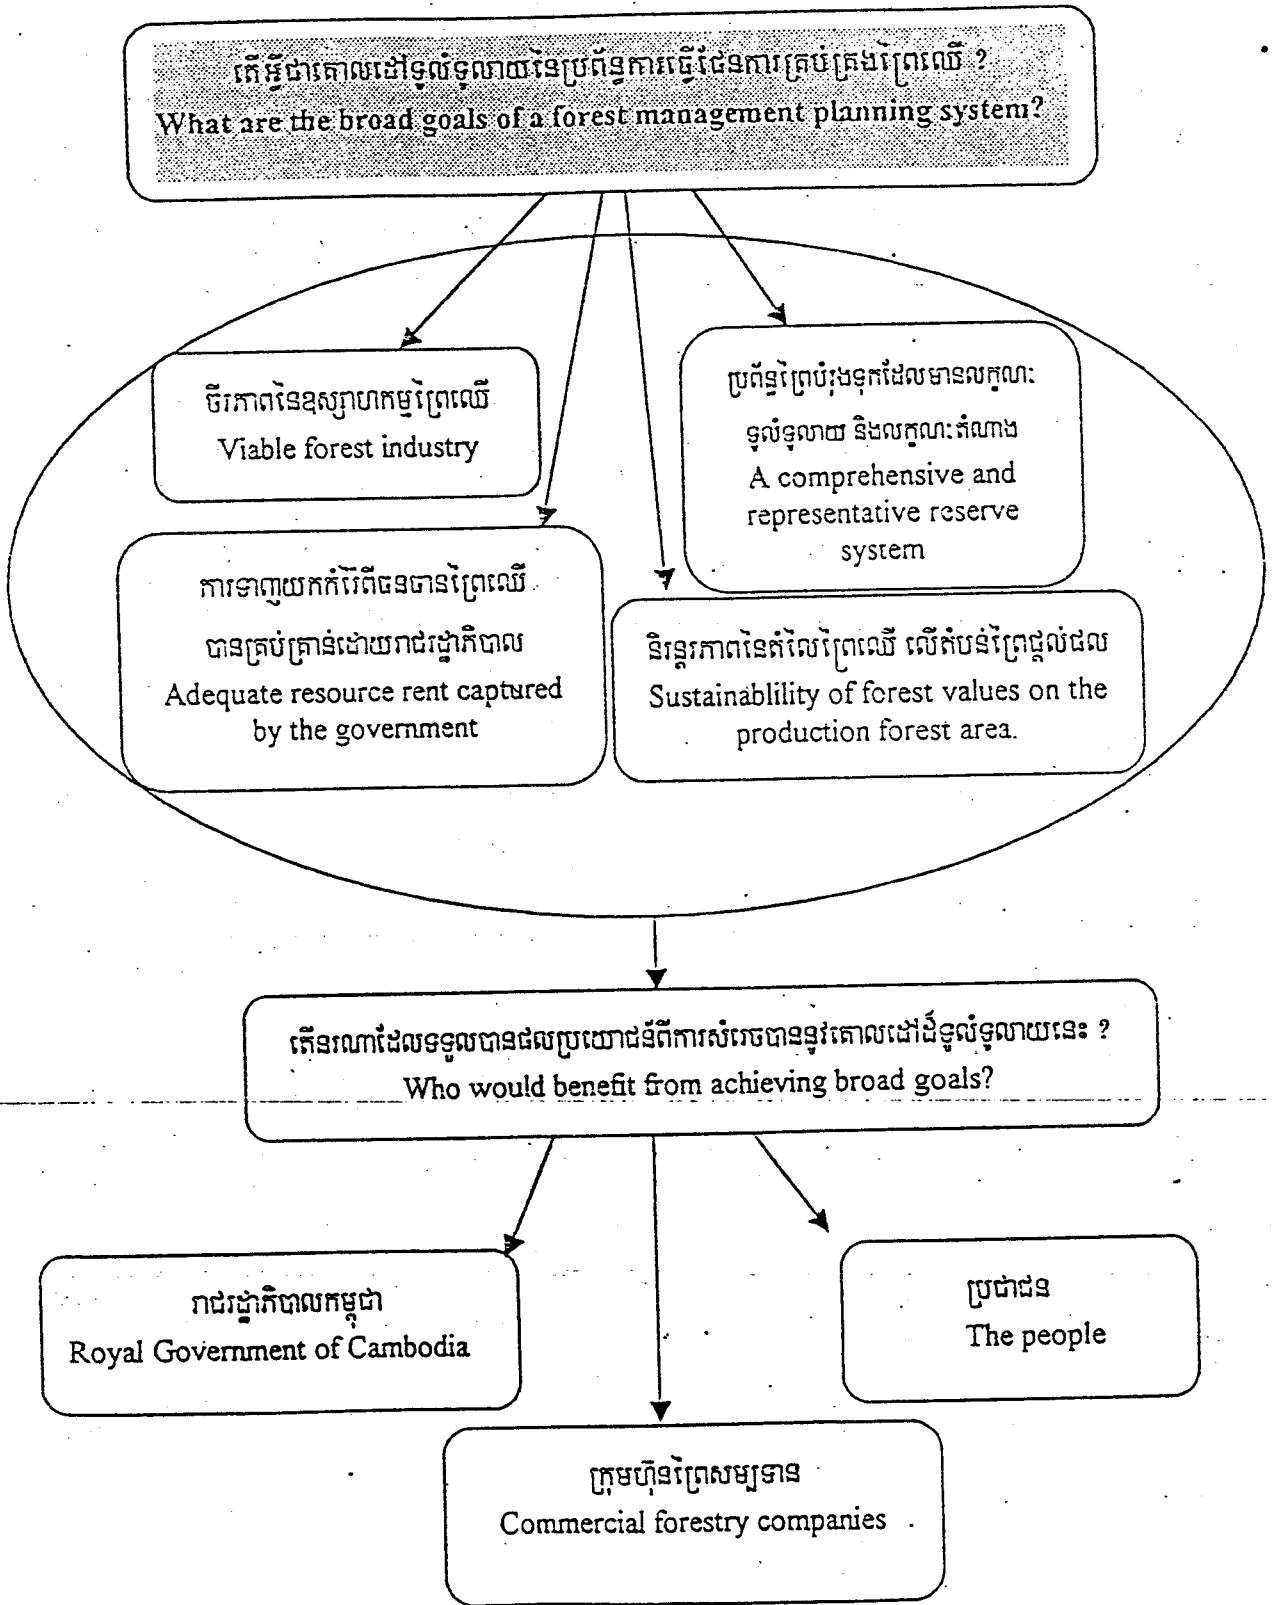 តើអ្វីជាគោលដៅទូលំទូលាយនៃប្រព័ន្ធការធ្វើផែនការគ្រប់គ្រងព្រៃឈើ ?
What are the broad goals of a forest management planning system?
ចីរភាពនៃឧស្សាហកម្មព្រៃឈើ
Viable forest industry
ប្រព័ន្ធព្រៃបំរុងទុកដែលមានលក្ខណៈ
ទូលំទូលាយ និងលក្ខណៈតំណាង
A comprehensive and
representative reserve
system
ការទាញយកកំរៃពីធនធានព្រៃឈើ
បានគ្រប់គ្រាន់ដោយរាជរដ្ឋាភិបាល
Adequate resource rent captured
by the government
និរន្តរភាពនៃតំលៃព្រៃឈើ លើតំបន់ព្រៃផ្តល់ផល
Sustainablility of forest values on the
production forest area.
តើនរណាដែលទទួលបានផលប្រយោជន៍ពីការសំរេចបាននូវគោលដៅដ៏ទូលំទូលាយនេះ ?
Who would benefit from achieving broad goals?
រាជរដ្ឋាភិបាលកម្ពុជា
Royal Government of Cambodia
ប្រជាជន
The people
ក្រុមហ៊ុនព្រៃសម្បទាន
Commercial forestry companies